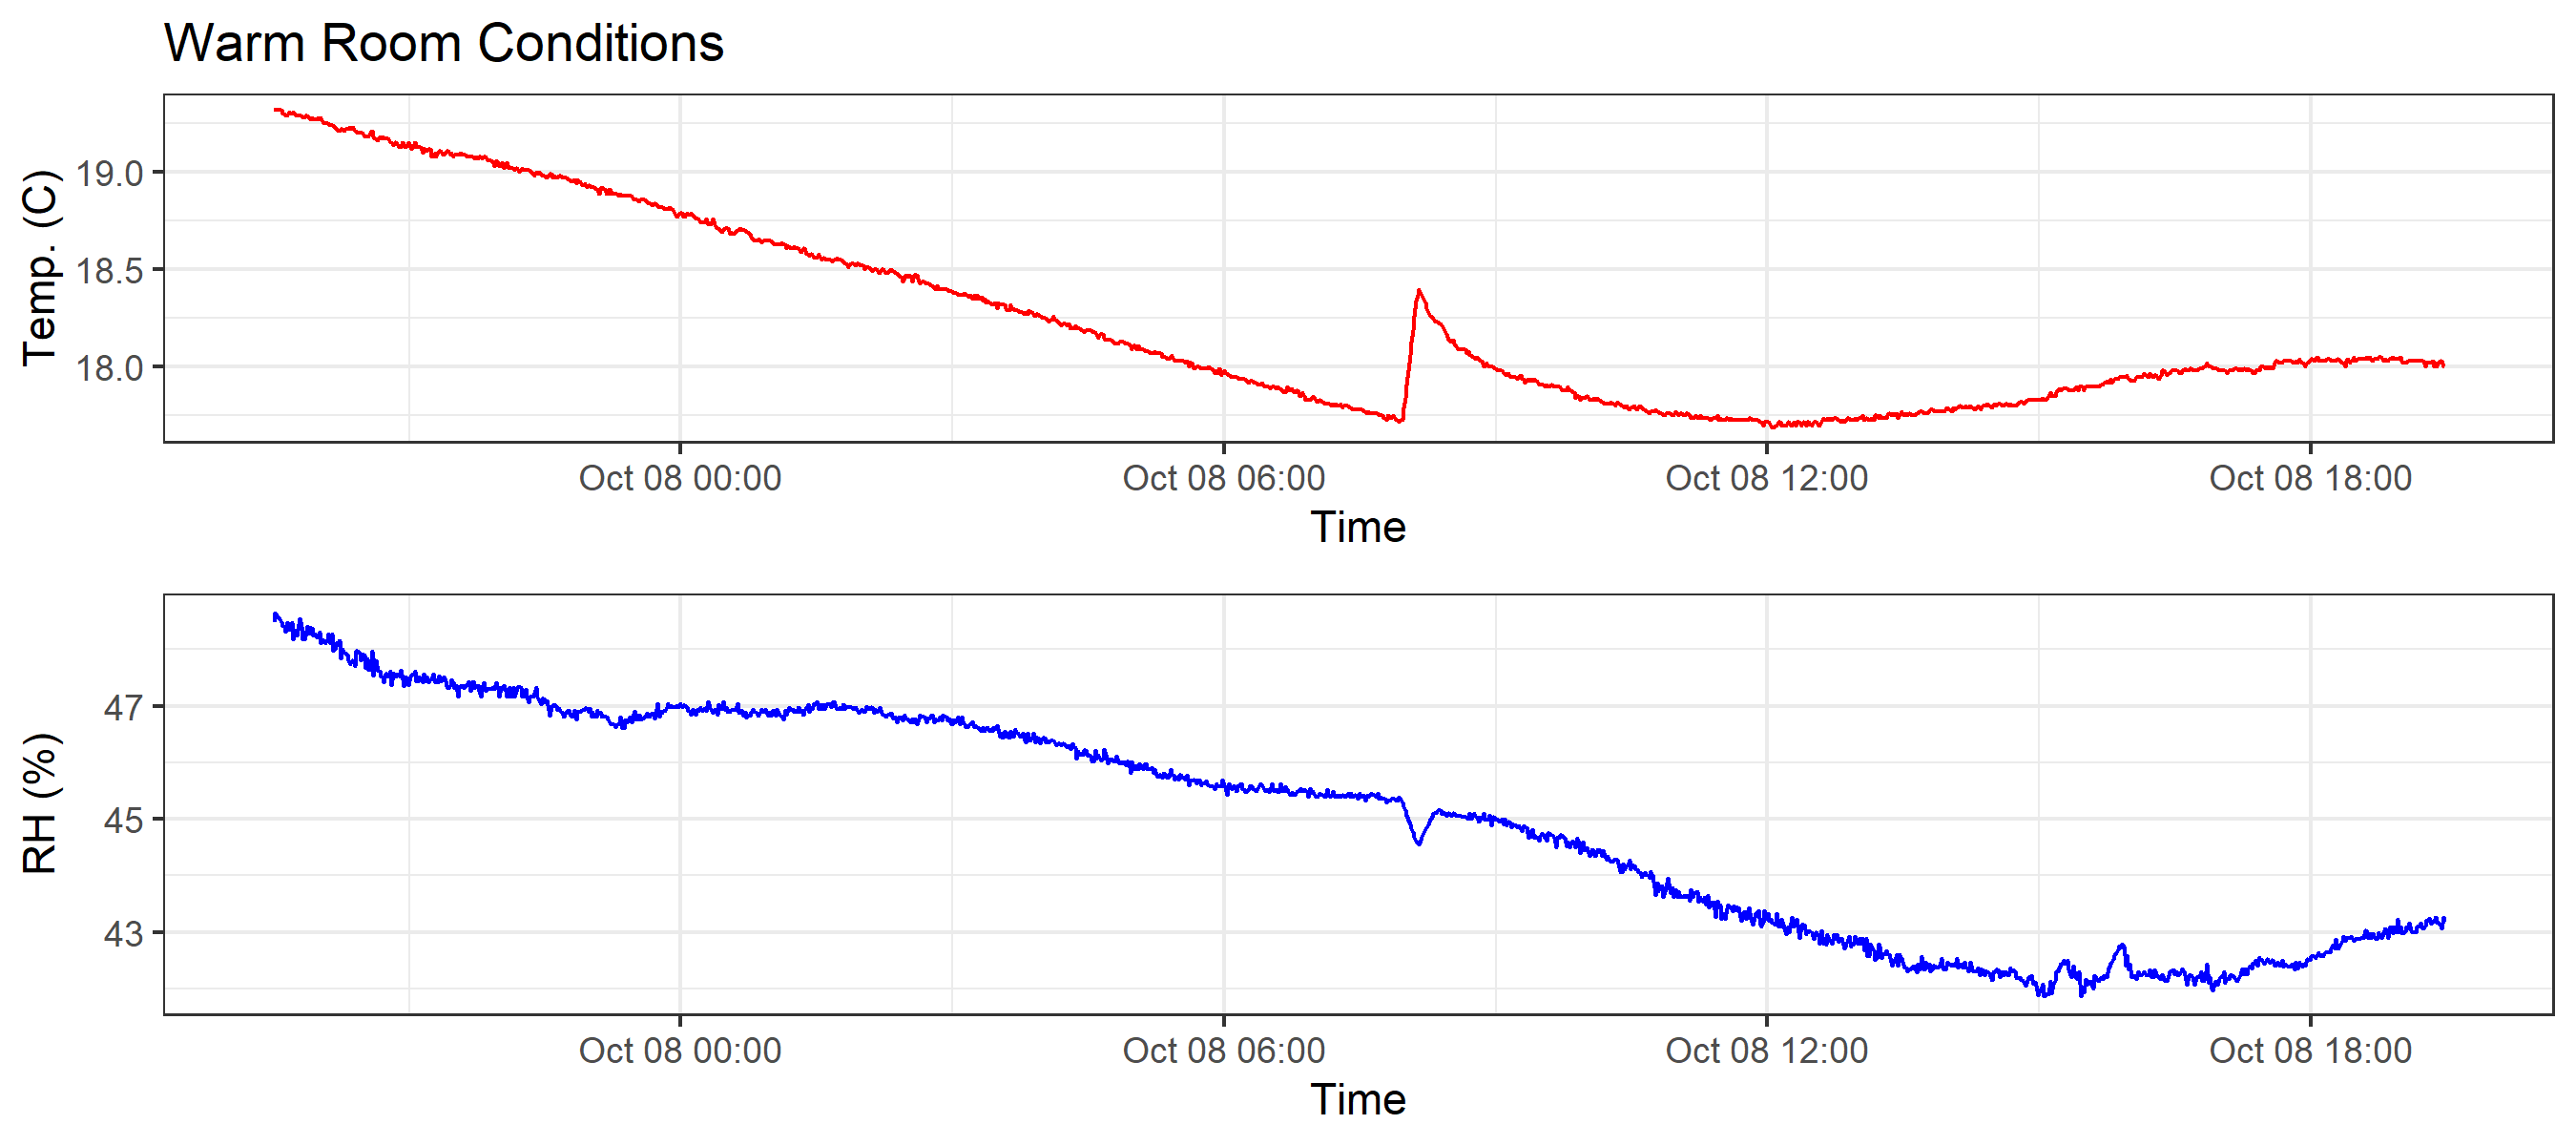 Warm Room Conditions
Temp. (C)
19.0
18.5
18.0
Oct 08 00:00 Oct 08 06:00 Oct 08 12:00 Oct 08 18:00
Time
RH (%)
47
45
43
Oct 08 00:00 Oct 08 06:00 Oct 08 12:00 Oct 08 18:00
Time